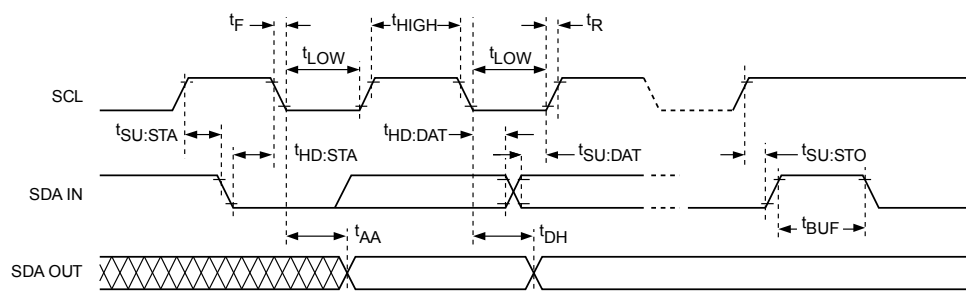 tF tHIGH tR
tLOW tLOW
SCL
tSU:STA tHD:DAT
tHD:STA tSU:DAT tSU:STO
SDA IN
tBUF
tAA tDH
SDA OUT